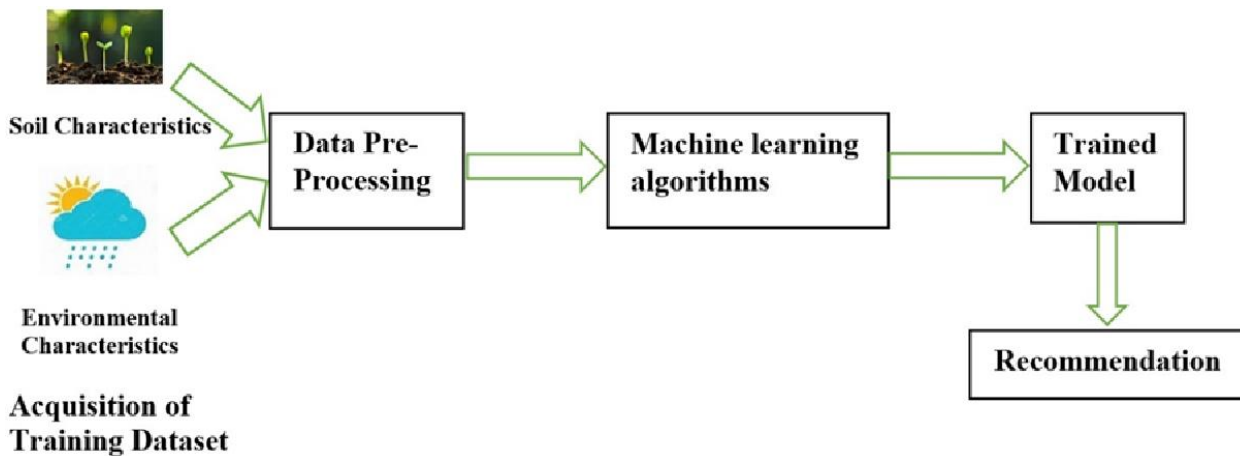 Soil Characteristics
Environmental
Characteristics
Acquisition of
Training Dataset
Data Pre-
Processing
Machine learning
algorithms
Trained
Model
Recommendation